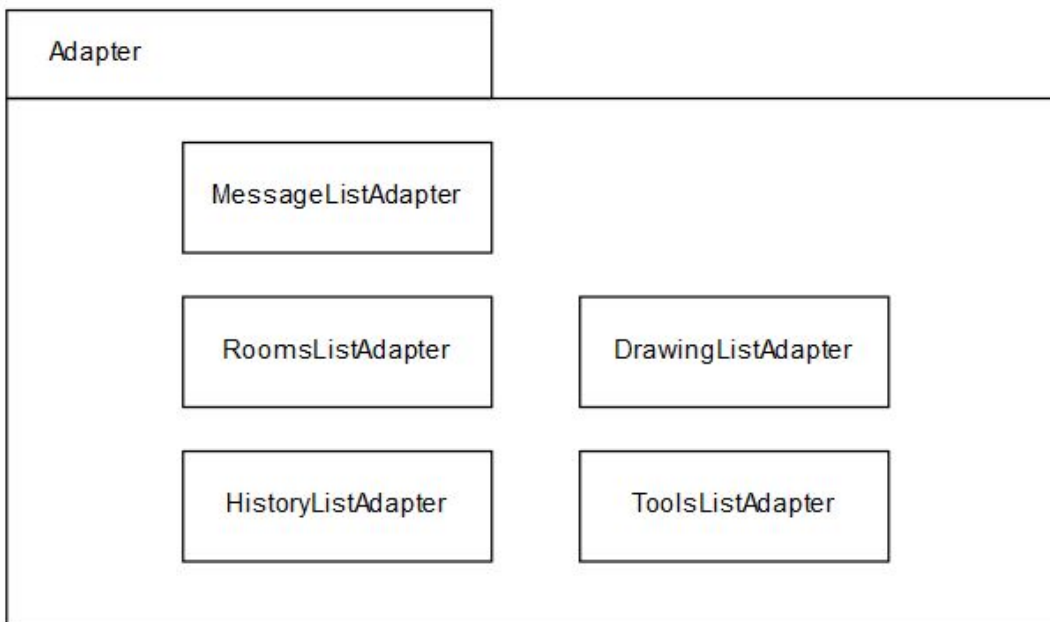 Adapter
MessageListAdapter
RoomsListAdapter
DrawingListAdapter
HistoryListAdapter
ToolsListAdapter